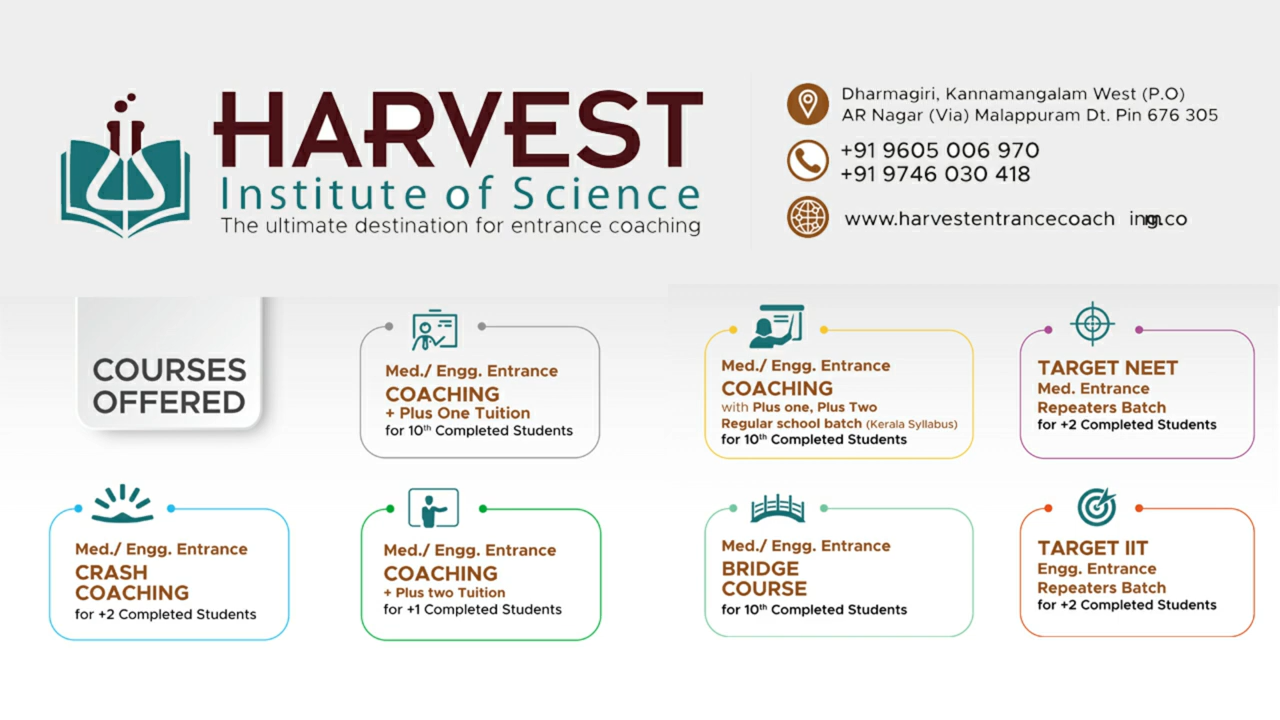 HARVEST
Institute of Science
The ultimate destination for entrance coaching
Dharmagiri, Kannamangalam West (P.O)
AR Nagar (Via) Malappuram Dt. Pin 676 305
+91 9605 006 970
+91 9746 030 418
www.harvestentrancecoach
COURSES
OFFERED
Med./ Engg. Entrance
COACHING
+ Plus One Tuition
for 10th Completed Students
Med./ Engg. Entrance
COACHING
with Plus one, Plus Two
Regular school batch (Kerala Syllabus)
for 10th Completed Students
TARGET NEET
Med. Entrance
Repeaters Batch
for +2 Completed Students
Med./ Engg. Entrance
CRASH
COACHING
for +2 Completed Students
Med./ Engg. Entrance
COACHING
+ Plus two Tuition
for +1 Completed Students
Med./ Engg. Entrance
BRIDGE
COURSE
for 10th Completed Students
TARGET IIT
Engg. Entrance
Repeaters Batch
for +2 Completed Students